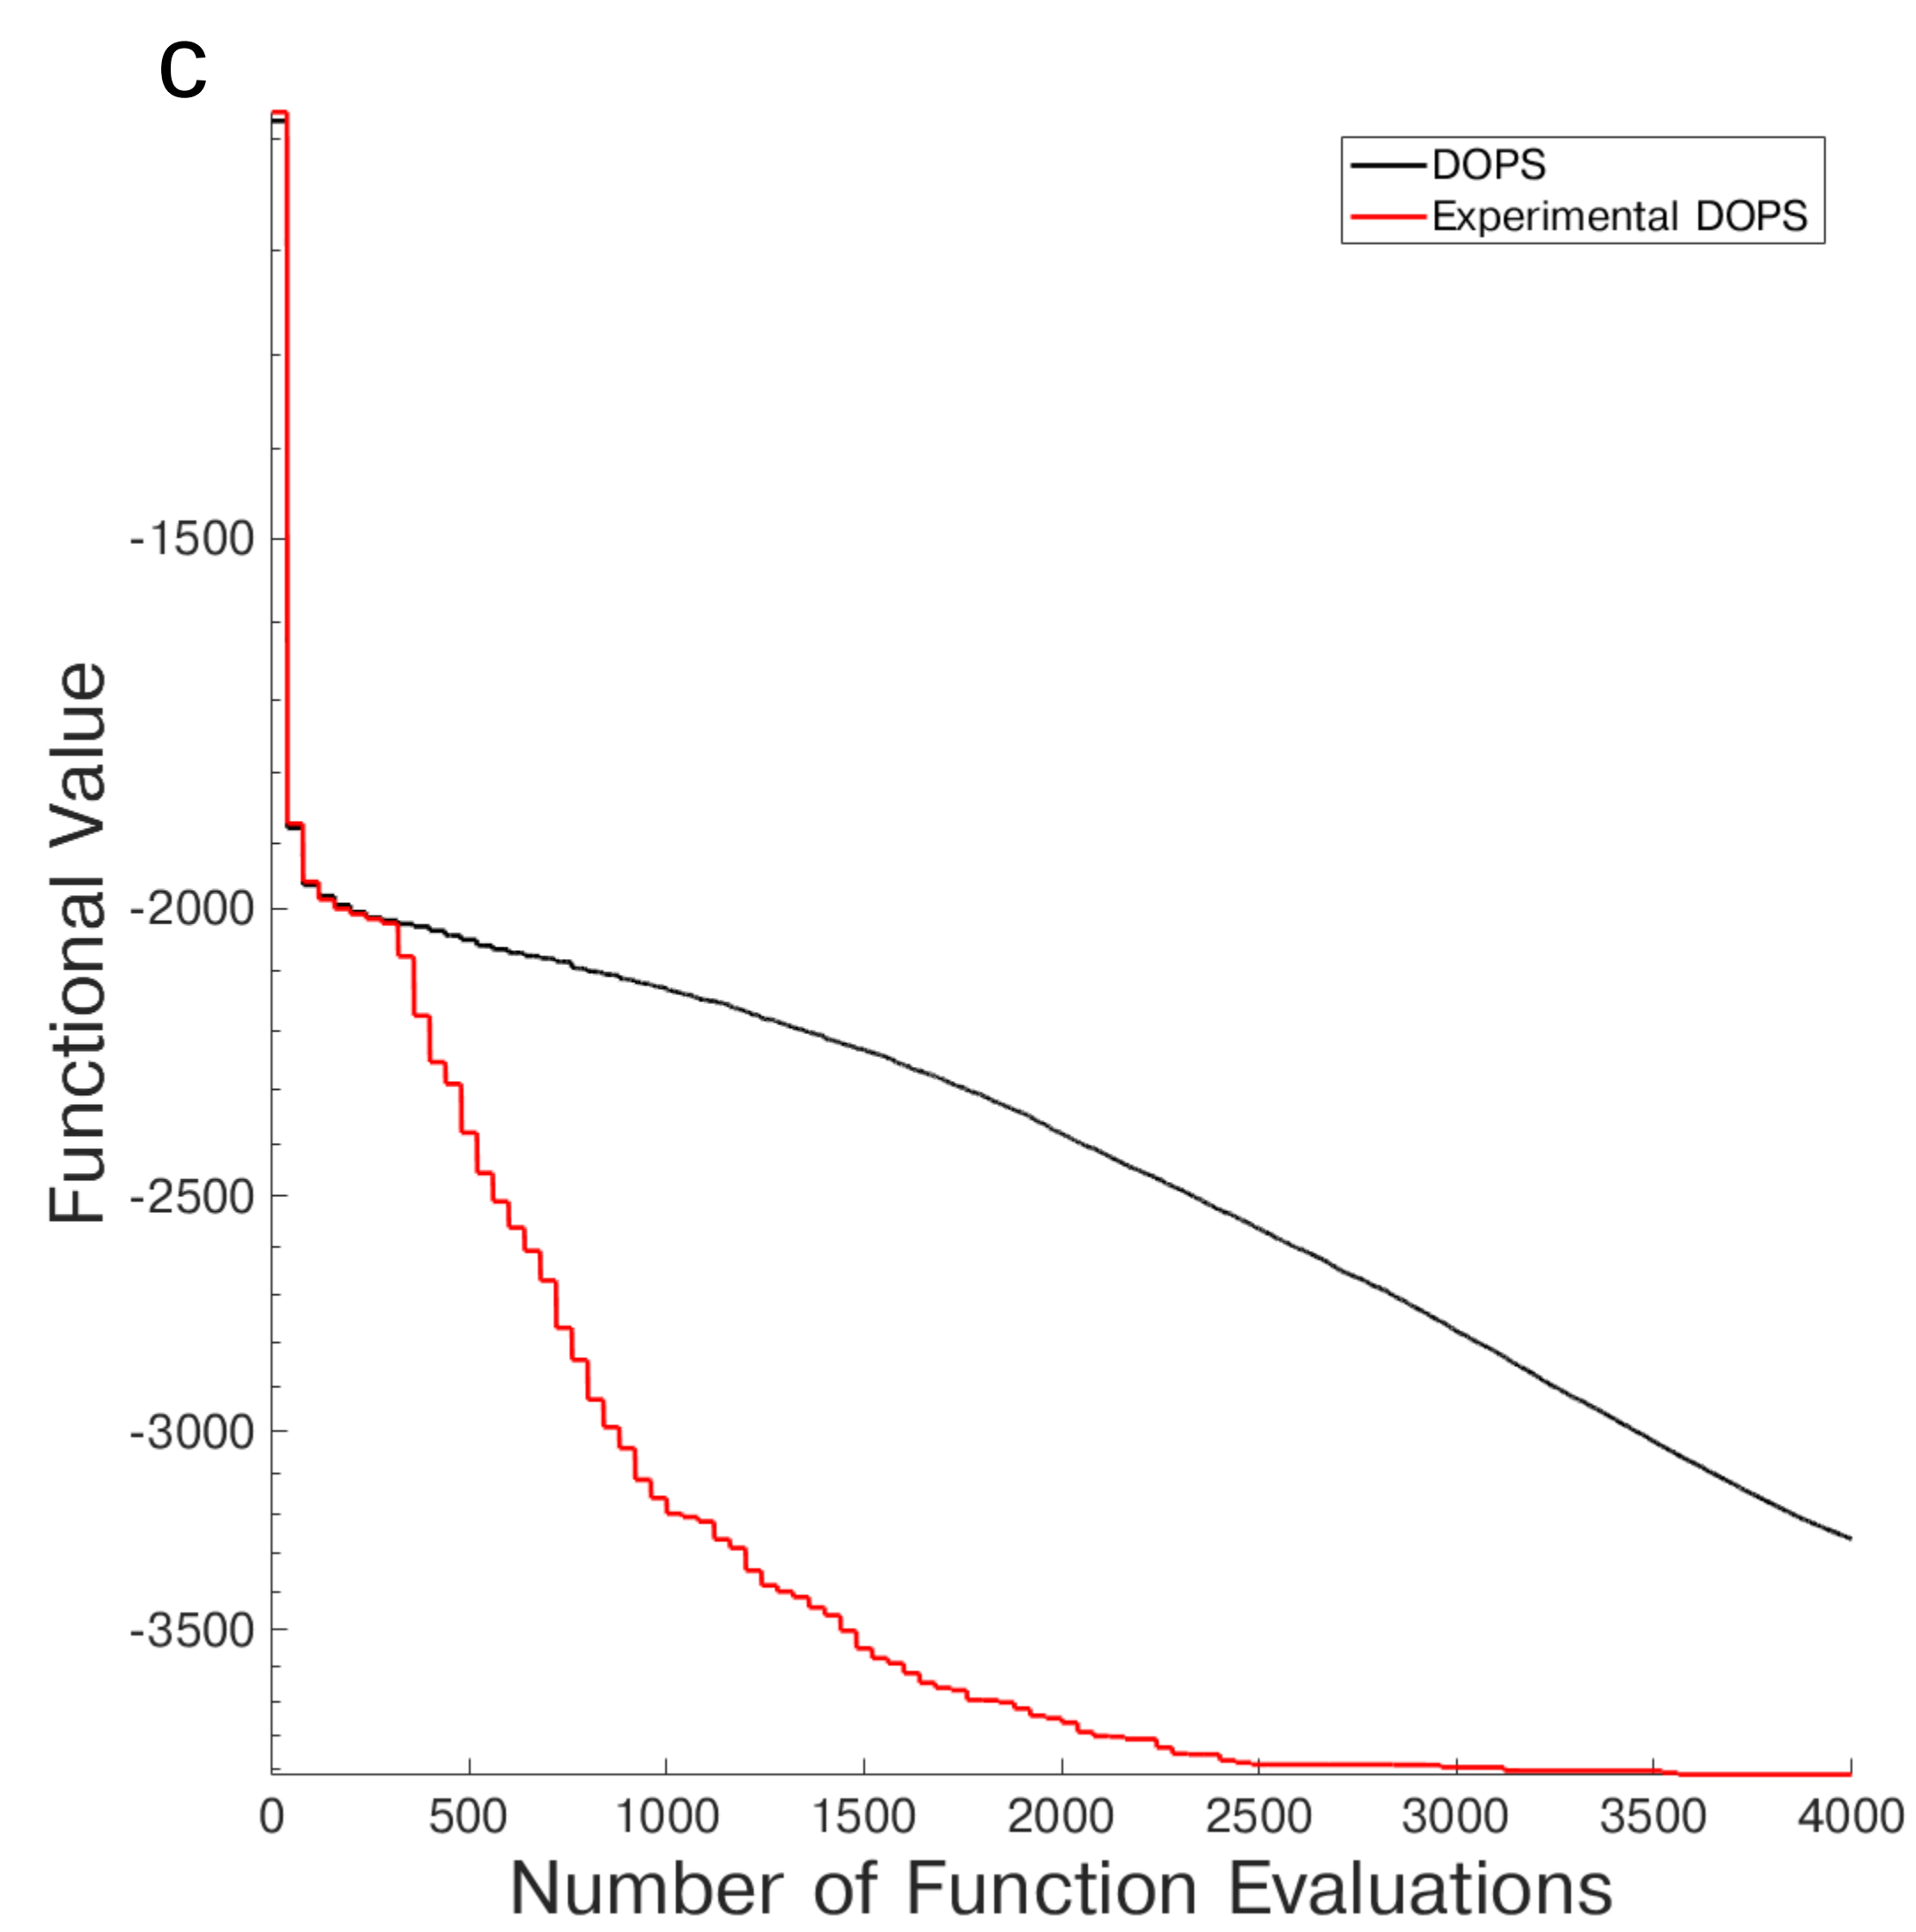 C
DOPS
Experimental DOPS
Functional Value
-1500
-2000
-2500
-3000
-3500
0 500 1000 1500 2000 2500 3000 3500 4000
Number of Function Evaluations